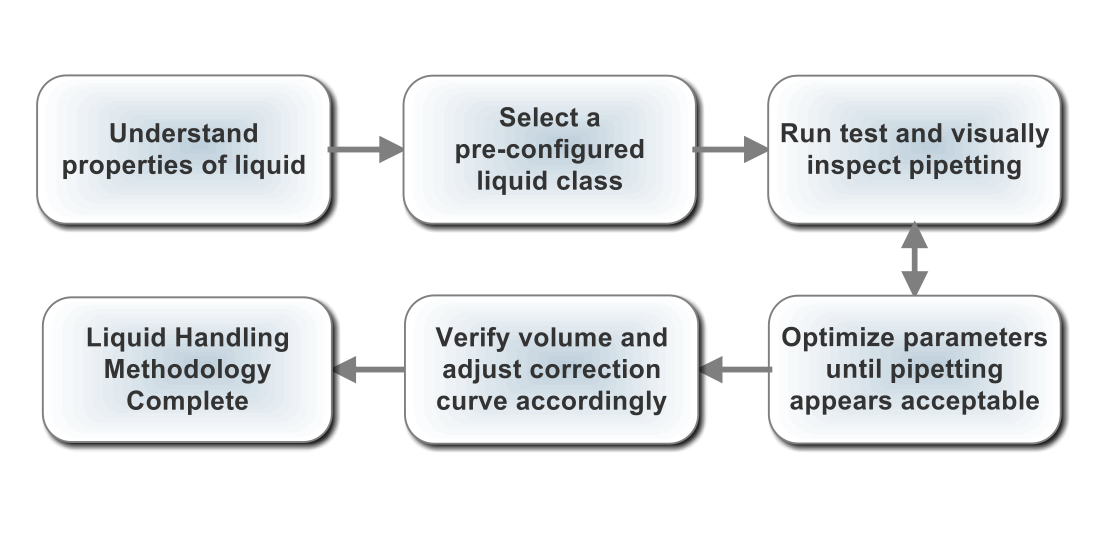 Understand
properties of liquid
Select a
pre-configured
liquid class
Run test and visually
inspect pipetting
Optimize parameters
until pipetting
appears acceptable
Verify volume and
adjust correction
curve accordingly
Liquid Handling
Methodology
Complete